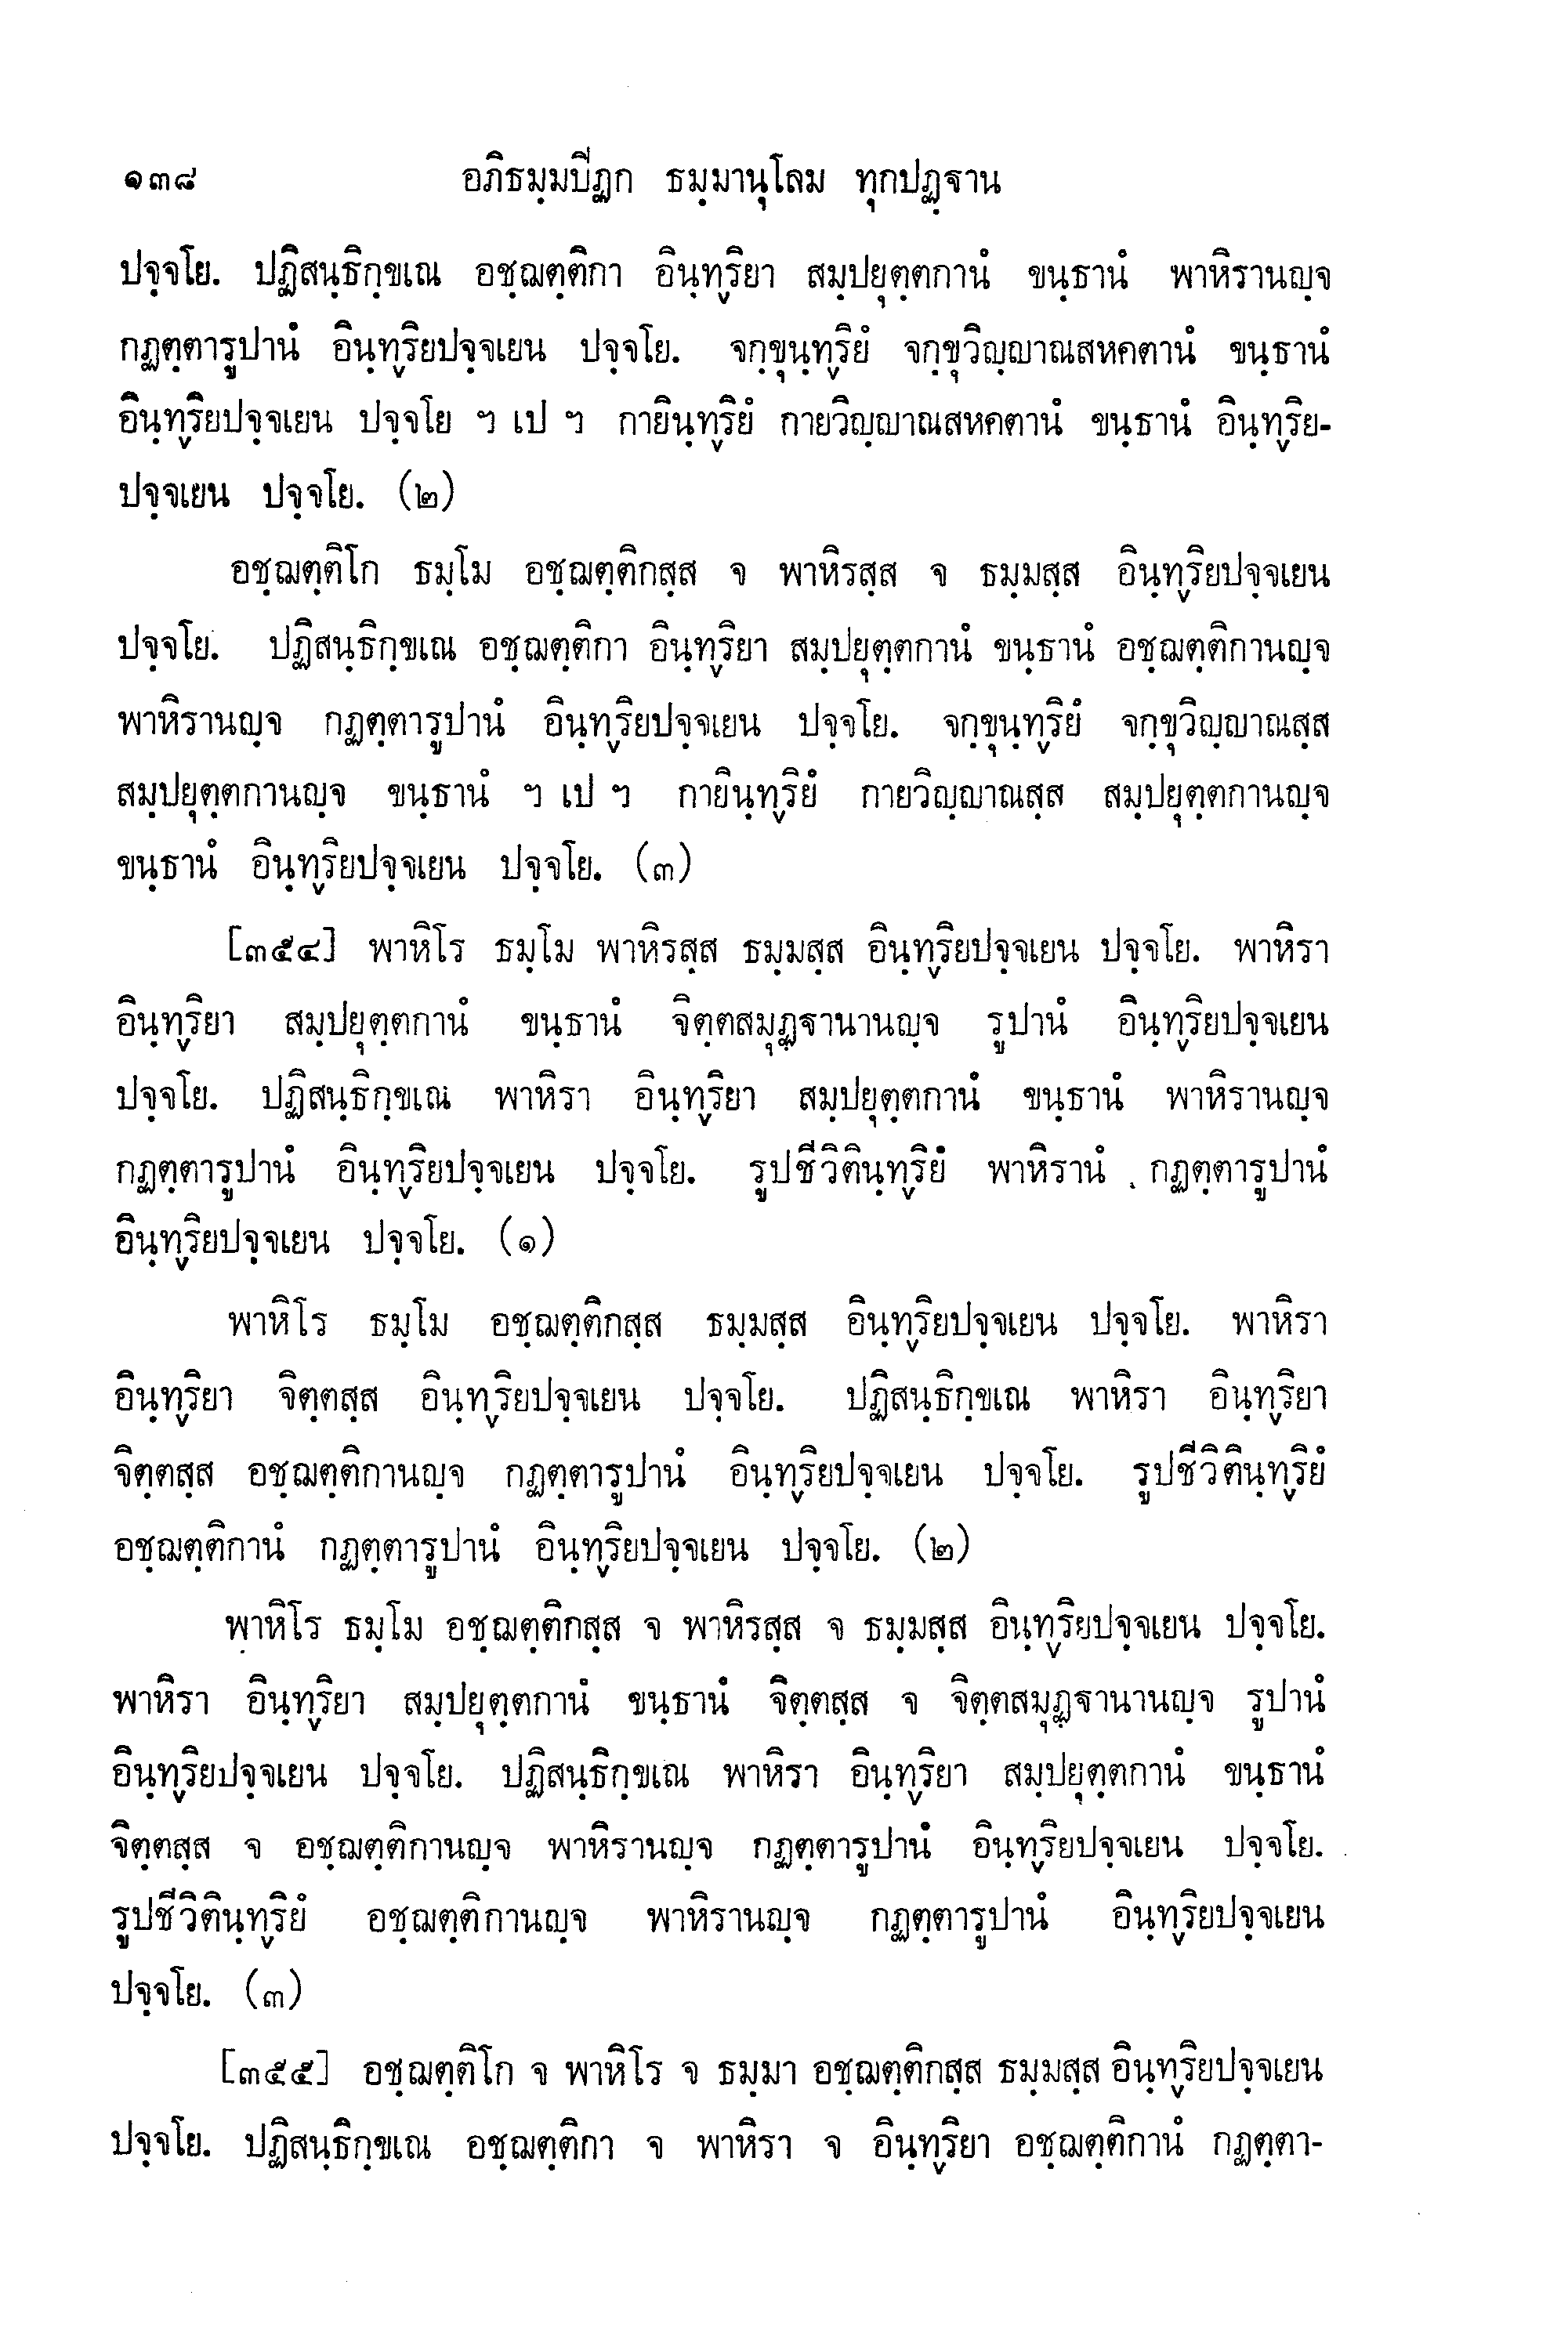 ๑๓๘ อภิธมฺมปิฏก ธมฺมานุโลม ทุกปฏฺฐาน
ปจฺจโย. ปฏิสนฺธิกฺขเณ อชฺฌตฺติกา อินฺทฺริยา สมฺปยุตฺตกานํ ขนฺธานํ พาหิรานญฺจ
กฏตฺตารูปานํ อินฺทฺริยปจฺจเยน ปจฺจโย. จกฺขุนฺทฺริยํ จกฺขุวิญฺญาณสหคตานํ ขนฺธานํ
อินฺทฺริยปจฺจเยน ปจฺจโย ฯ เป ฯ กายินฺทฺริยํ กายวิญฺญาณสหคตานํ ขนฺธานํ อินฺทฺริย-
ปจฺจเยน ปจฺจโย. (๒)
อชฺฌตฺติโก ธมฺโม อชฺฌตฺติกสฺส จ พาหิรสฺส จ ธมฺมสฺส อินฺทฺริยปจฺจเยน
ปจฺจโย. ปฏิสนฺธิกฺขเณ อชฺฌตฺติกา อินฺทฺริยา สมฺปยุตฺตกานํ ขนฺธานํ อชฺฌตฺติกานญฺจ
พาหิรานญฺจ กฏตฺตารูปานํ อินฺทฺริยปจฺจเยน ปจฺจโย. จกฺขุนฺทฺริยํ จกฺขุวิญฺญาณสฺส
สมฺปยุตฺตกานญฺจ ขนฺธานํ ฯ เป ฯ กายินฺทฺริยํ กายวิญฺญาณสฺส สมฺปยุตฺตกานญฺจ
ขนฺธานํ อินฺทฺริยปจฺจเยน ปจฺจโย. (๓)
[๓๕๔] พาหิโร ธมฺโม พาหิรสฺส ธมฺมสฺส อินฺทฺริยปจฺจเยน ปจฺจโย. พาหิรา
อินฺทฺริยา สมฺปยุตฺตกานํ ขนฺธานํ จิตฺตสมุฏฺฐานานญฺจ รูปานํ อินฺทฺริยปจฺจเยน
ปจฺจโย. ปฏิสนฺธิกฺขเณ พาหิรา อินฺทฺริยา สมฺปยุตฺตกานํ ขนฺธานํ พาหิรานญฺจ
กฏตฺตารูปานํ อินฺทฺริยปจฺจเยน ปจฺจโย. รูปชีวิตินฺทฺริยํ พาหิรานํ กฏตฺตารูปานํ
อินฺทฺริยปจฺจเยน ปจฺจโย. (๑)
พาหิโร ธมฺโม อชฺฌตฺติกสฺส ธมฺมสฺส อินฺทฺริยปจฺจเยน ปจฺจโย. พาหิรา
อินฺทฺริยา จิตฺตสฺส อินฺทฺริยปจฺจเยน ปจฺจโย. ปฏิสนฺธิกฺขเณ พาหิรา อินฺทฺริยา
จิตฺตสฺส อชฺฌตฺติกานญฺจ กฏตฺตารูปานํ อินฺทฺริยปจฺจเยน ปจฺจโย. รูปชีวิตินฺทฺริยํ
อชฺฌตฺติกานํ กฏตฺตารูปานํ อินฺทฺริยปจฺจเยน ปจฺจโย. (๒)
พาหิโร ธมฺโม อชฺฌตฺติกสฺส จ พาหิรสฺส จ ธมฺมสฺส อินฺทฺริยปจฺจเยน ปจฺจโย.
พาหิรา อินฺทฺริยา สมฺปยุตฺตกานํ ขนฺธานํ จิตฺตสฺส จ จิตฺตสมุฏฺฐานานญฺจ รูปานํ
อินฺทฺริยปจฺจเยน ปจฺจโย. ปฏิสนฺธิกฺขเณ พาหิรา อินฺทฺริยา สมฺปยุตฺตกานํ ขนฺธานํ
จิตฺตสฺส จ อชฺฌตฺติกานญฺจ พาหิรานญฺจ กฏตฺตารูปานํ อินฺทฺริยปจฺจเยน ปจฺจโย.
รูปชีวิตินฺทฺริยํ อชฺฌตฺติกานญฺจ พาหิรานญฺจ กฏตฺตารูปานํ อินฺทฺริยปจฺจเยน
ปจฺจโย. (๓)
[๓๕๕] อชฺฌตฺติโก จ พาหิโร จ ธมฺมา อชฺฌตฺติกสฺส ธมฺมสฺส อินฺทฺริยปจฺจเยน
ปจฺจโย. ปฏิสนฺธิกฺขเณ อชฺฌตฺติกา จ พาหิรา จ อินฺทฺริยา อชฺฌตฺติกานํ กฏตฺตา-